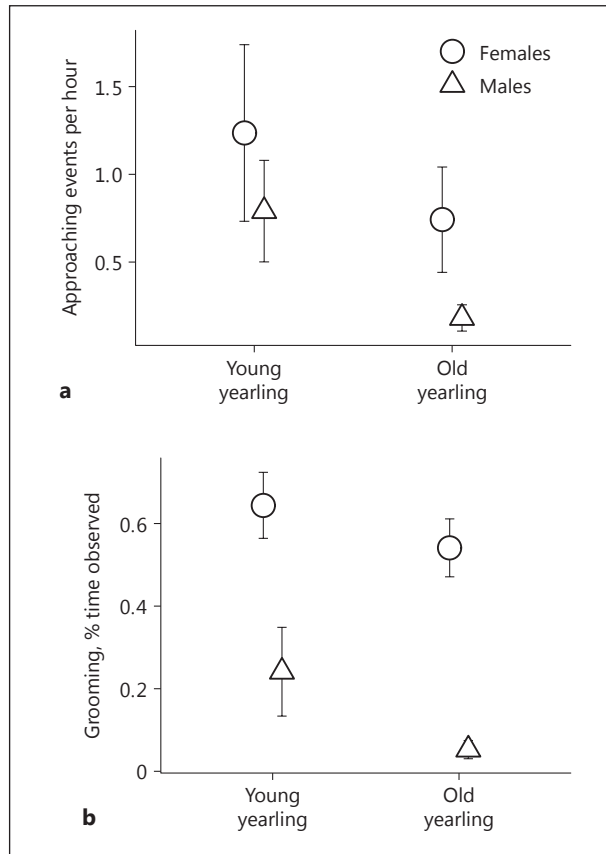 Females
Males
1.5
1.0
0.5
Approaching events per hour
Young
yearling
Old
yearling
a
0.6
0.4
0.2
0
Grooming, % time observed
Young
yearling
Old
yearling
b